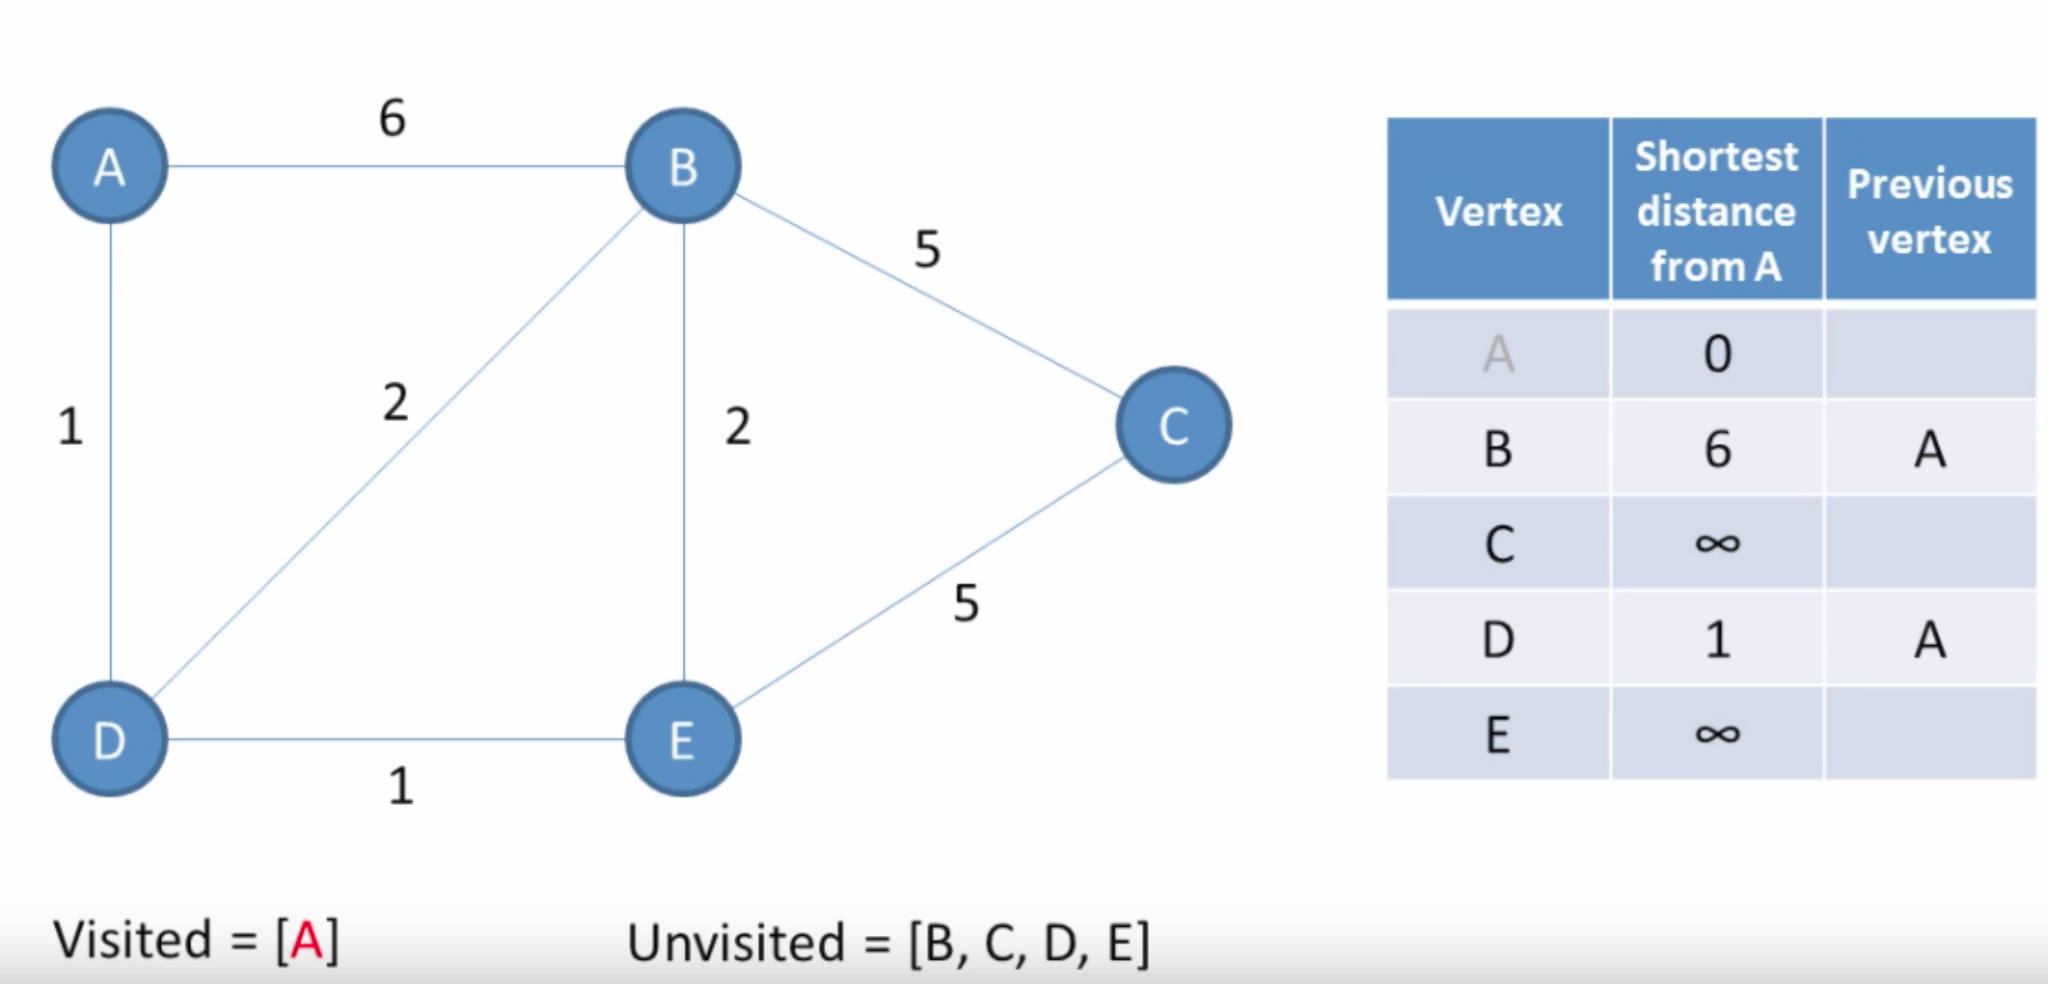 6
A
B
5
1
2
2
C
5
D
E
1
Visited = [A]
Unvisited = [B, C, D, E]
Vertex
Shortest
distance
from A
Previous
vertex
A 0
B 6 A
C ∞
D 1 A
E ∞